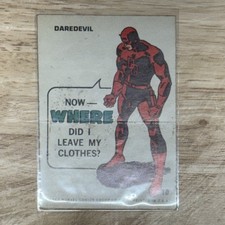 DAREDEVIL
NOW—
WHERE
DID I
LEAVE MY
CLOTHES?